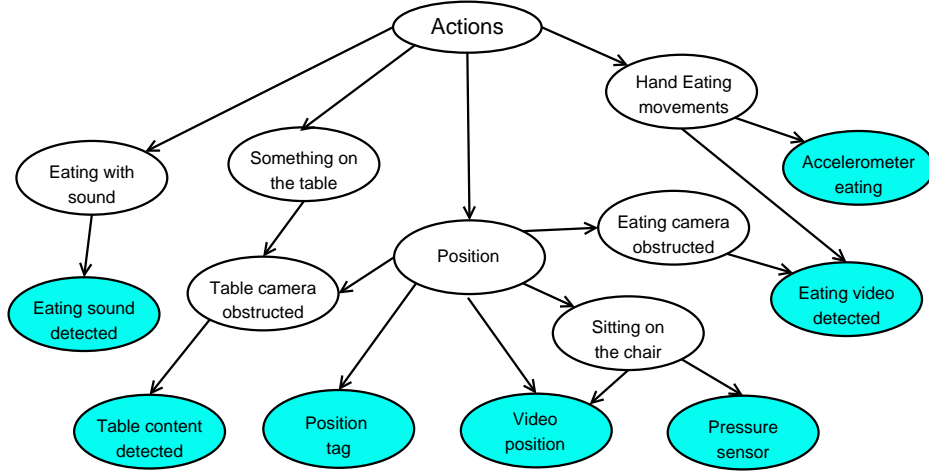 Actions
Hand Eating
movements
Eating with
sound
Something on
the table
Accelerometer
eating
Eating camera
obstructed
Position
Table camera
obstructed
Eating sound
detected
Eating video
detected
Sitting on
the chair
Table content
detected
Position
tag
Video
position
Pressure
sensor